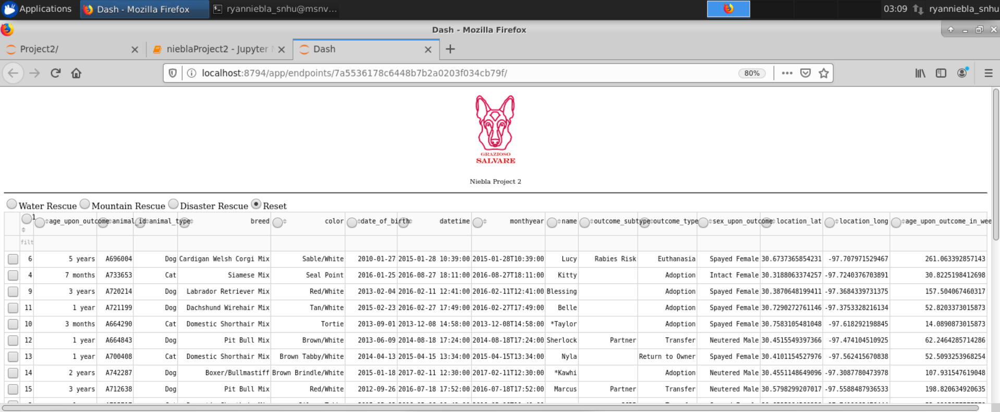 Applications Dash - Mozilla Firefox ryanniebla_snhu@msnv... 03:09 ryanniebla_snhu
Dash - Mozilla Firefox
Project2/ nieblaProject2 - Jupyter Dash
localhost:8794/app/endpoints/7a5536178c6448b7b2a0203f034cb79f/ 80%
GRAZIOSO
SALVARE
Niebla Project 2
Water Rescue Mountain Rescue Disaster Rescue Reset
1 age_upon_outcome animal_id animal_type breed color date_of_birth datetime monthyear name outcome_subtype outcome_type sex_upon_outcome location_lat location_long age_upon_outcome_in_wee
filt
6 5 years A696004 Dog Cardigan Welsh Corgi Mix Sable/White 2010-01-27 2015-01-28 10:39:00 2015-01-28T10:39:00 Lucy Rabies Risk Euthanasia Spayed Female 30.6737365854231 -97.707971529467 261.063392857143
4 7 months A733653 Cat Siamese Mix Seal Point 2016-01-25 2016-08-27 18:11:00 2016-08-27T18:11:00 Kitty Adoption Intact Female 30.3188063374257 -97.7240376703891 30.8225198412698
9 3 years A720214 Dog Labrador Retriever Mix Red/White 2013-02-04 2016-02-11 12:41:00 2016-02-11T12:41:00 Blessing Adoption Spayed Female 30.3870648199411 -97.3684339731375 157.504067460317
11 1 year A721199 Dog Dachshund Wirehair Mix Tan/White 2015-02-23 2016-02-27 17:49:00 2016-02-27T17:49:00 Belle Adoption Spayed Female 30.7290272761146 -97.3753328216134 52.8203373015873
10 3 months A664290 Cat Domestic Shorthair Mix Tortie 2013-09-01 2013-12-08 14:58:00 2013-12-08T14:58:00 *Taylor Adoption Spayed Female 30.7583105481048 -97.618292198845 14.0890873015873
12 1 year A664843 Dog Pit Bull Mix Brown/White 2013-06-09 2014-08-18 17:24:00 2014-08-18T17:24:00 Sherlock Partner Transfer Neutered Male 30.4515549397366 -97.474104510925 62.2464285714286
13 1 year A700408 Cat Domestic Shorthair Mix Brown Tabby/White 2014-04-13 2015-04-15 13:34:00 2015-04-15T13:34:00 Nyla Return to Owner Spayed Female 30.4101154527976 -97.562415670838 52.5093253968254
14 2 years A742287 Dog Boxer/Bullmastiff Brown Brindle/White 2015-01-18 2017-02-11 12:30:00 2017-02-11T12:30:00 *Kawhi Adoption Neutered Male 30.4551148649096 -97.3087780473978 107.931547619048
15 3 years A712638 Dog Pit Bull Mix Red/White 2012-09-26 2016-07-18 17:52:00 2016-07-18T17:52:00 Marcus Partner Transfer Neutered Male 30.5798299207017 -97.5588487936533 198.820634920635